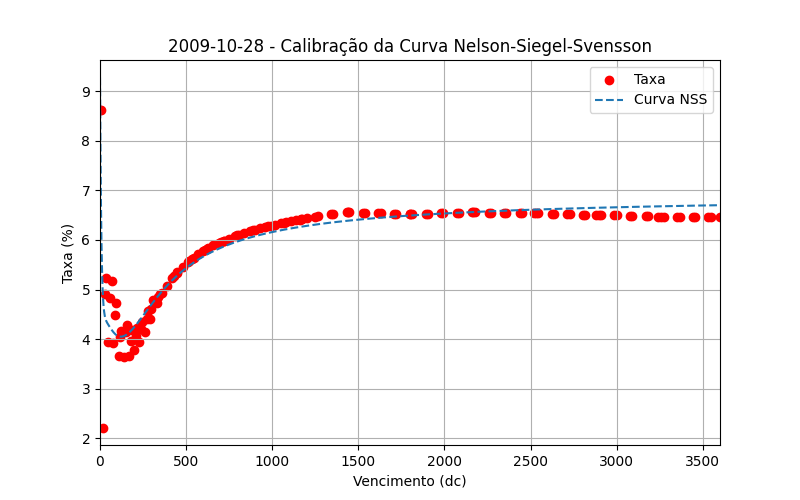 2009-10-28 - Calibração da Curva Nelson-Siegel-Svensson
Taxa
Curva NSS
Taxa (%)
9
8
7
6
5
4
3
2
0 500 1000 1500 2000 2500 3000 3500
Vencimento (dc)